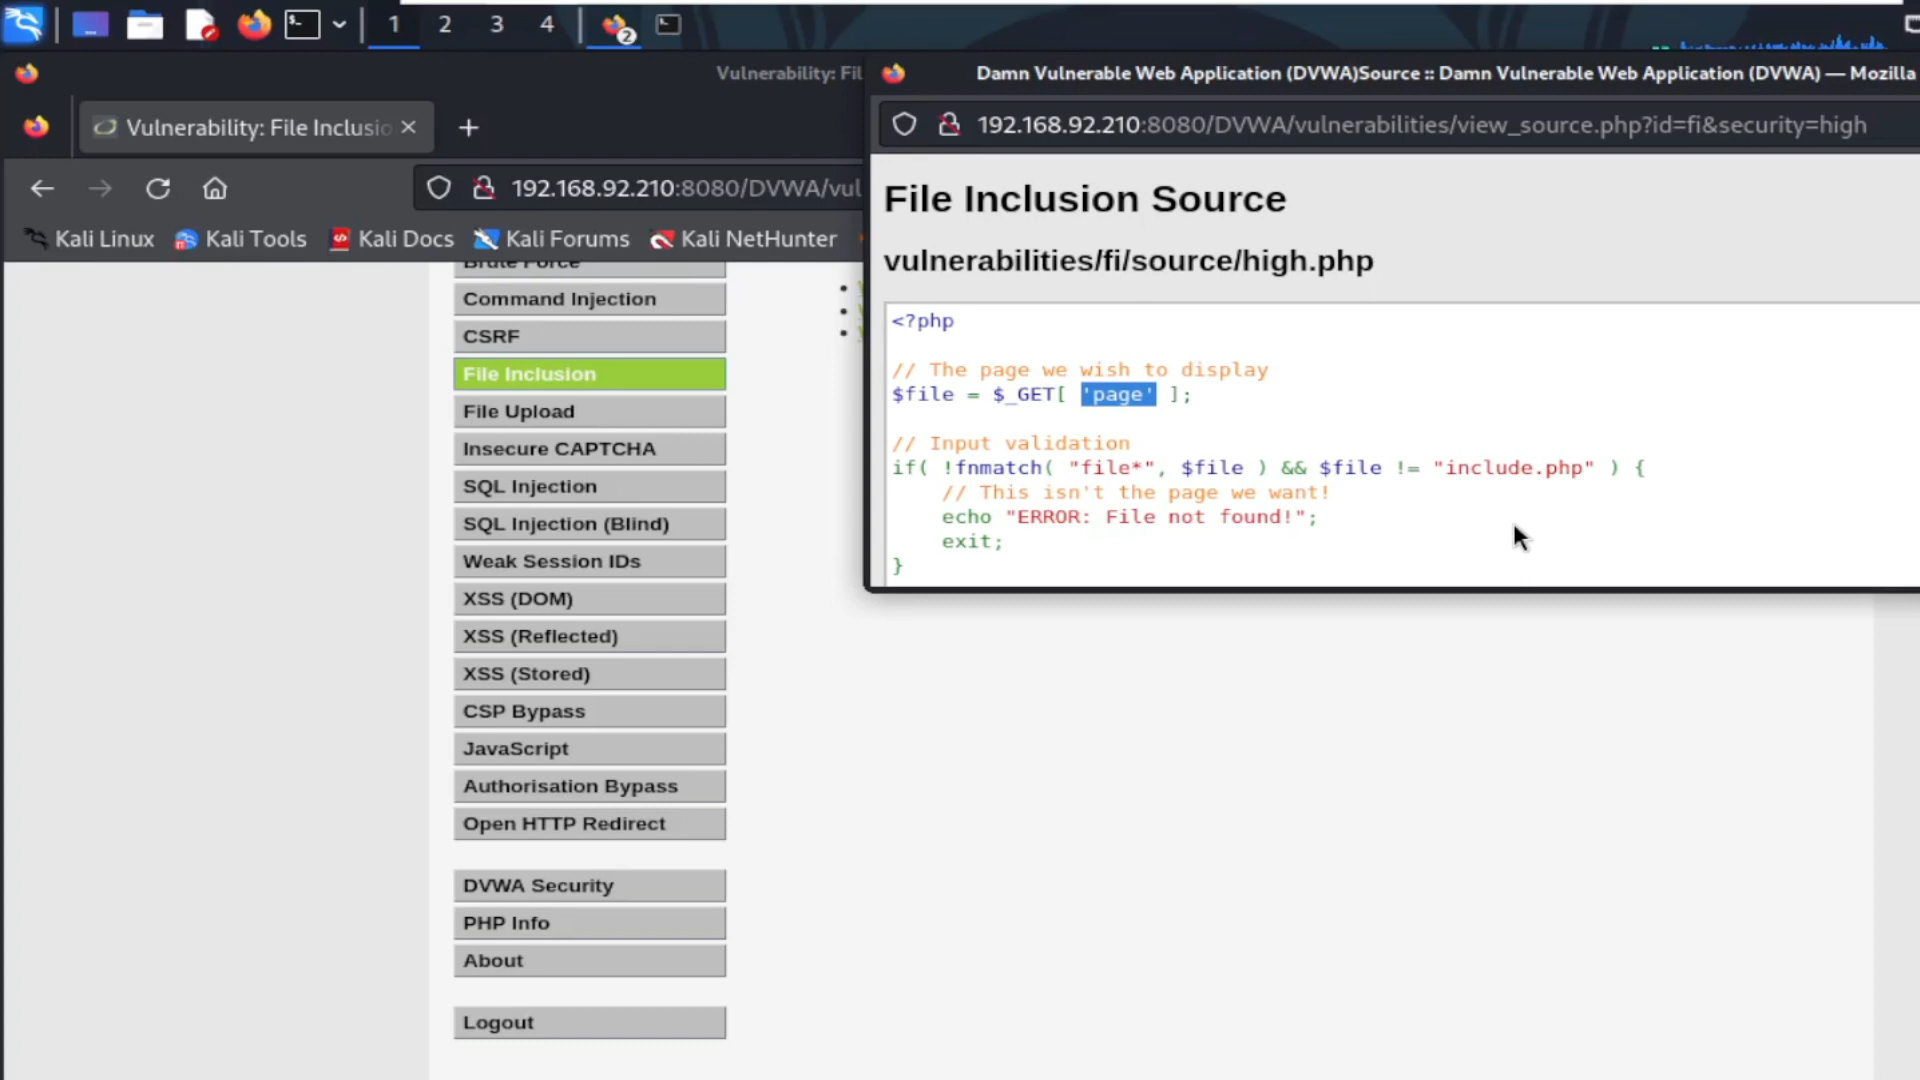 1 2 3 4
2
Vulnerability: Fil
Damn Vulnerable Web Application (DVWA)Source :: Damn Vulnerable Web Application (DVWA) — Mozilla
Vulnerability: File Inclusio
192.168.92.210:8080/DVWA/vulnerabilities/view_source.php?id=fi&security=high
192.168.92.210:8080/DVWA/vul
Kali Linux Kali Tools Kali Docs Kali Forums Kali NetHunter
Brute Force
Command Injection
CSRF
File Inclusion
File Upload
Insecure CAPTCHA
SQL Injection
SQL Injection (Blind)
Weak Session IDs
XSS (DOM)
XSS (Reflected)
XSS (Stored)
CSP Bypass
JavaScript
Authorisation Bypass
Open HTTP Redirect
DVWA Security
PHP Info
About
Logout
File Inclusion Source
vulnerabilities/fi/source/high.php
<?php
// The page we wish to display
$file = $_GET[ 'page' ];
// Input validation
if( !fnmatch( "file*", $file ) && $file != "include.php" ) {
// This isn't the page we want!
echo "ERROR: File not found!";
exit;
}